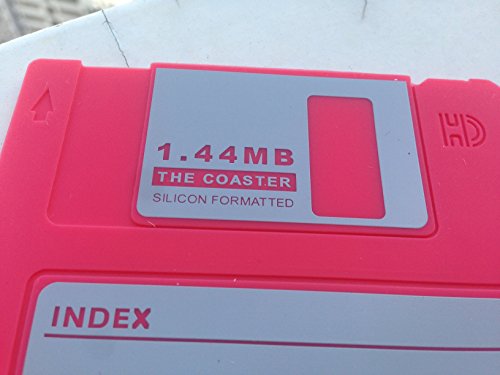 1.44MB
THE COASTER
SILICON FORMATTED
HD
INDEX